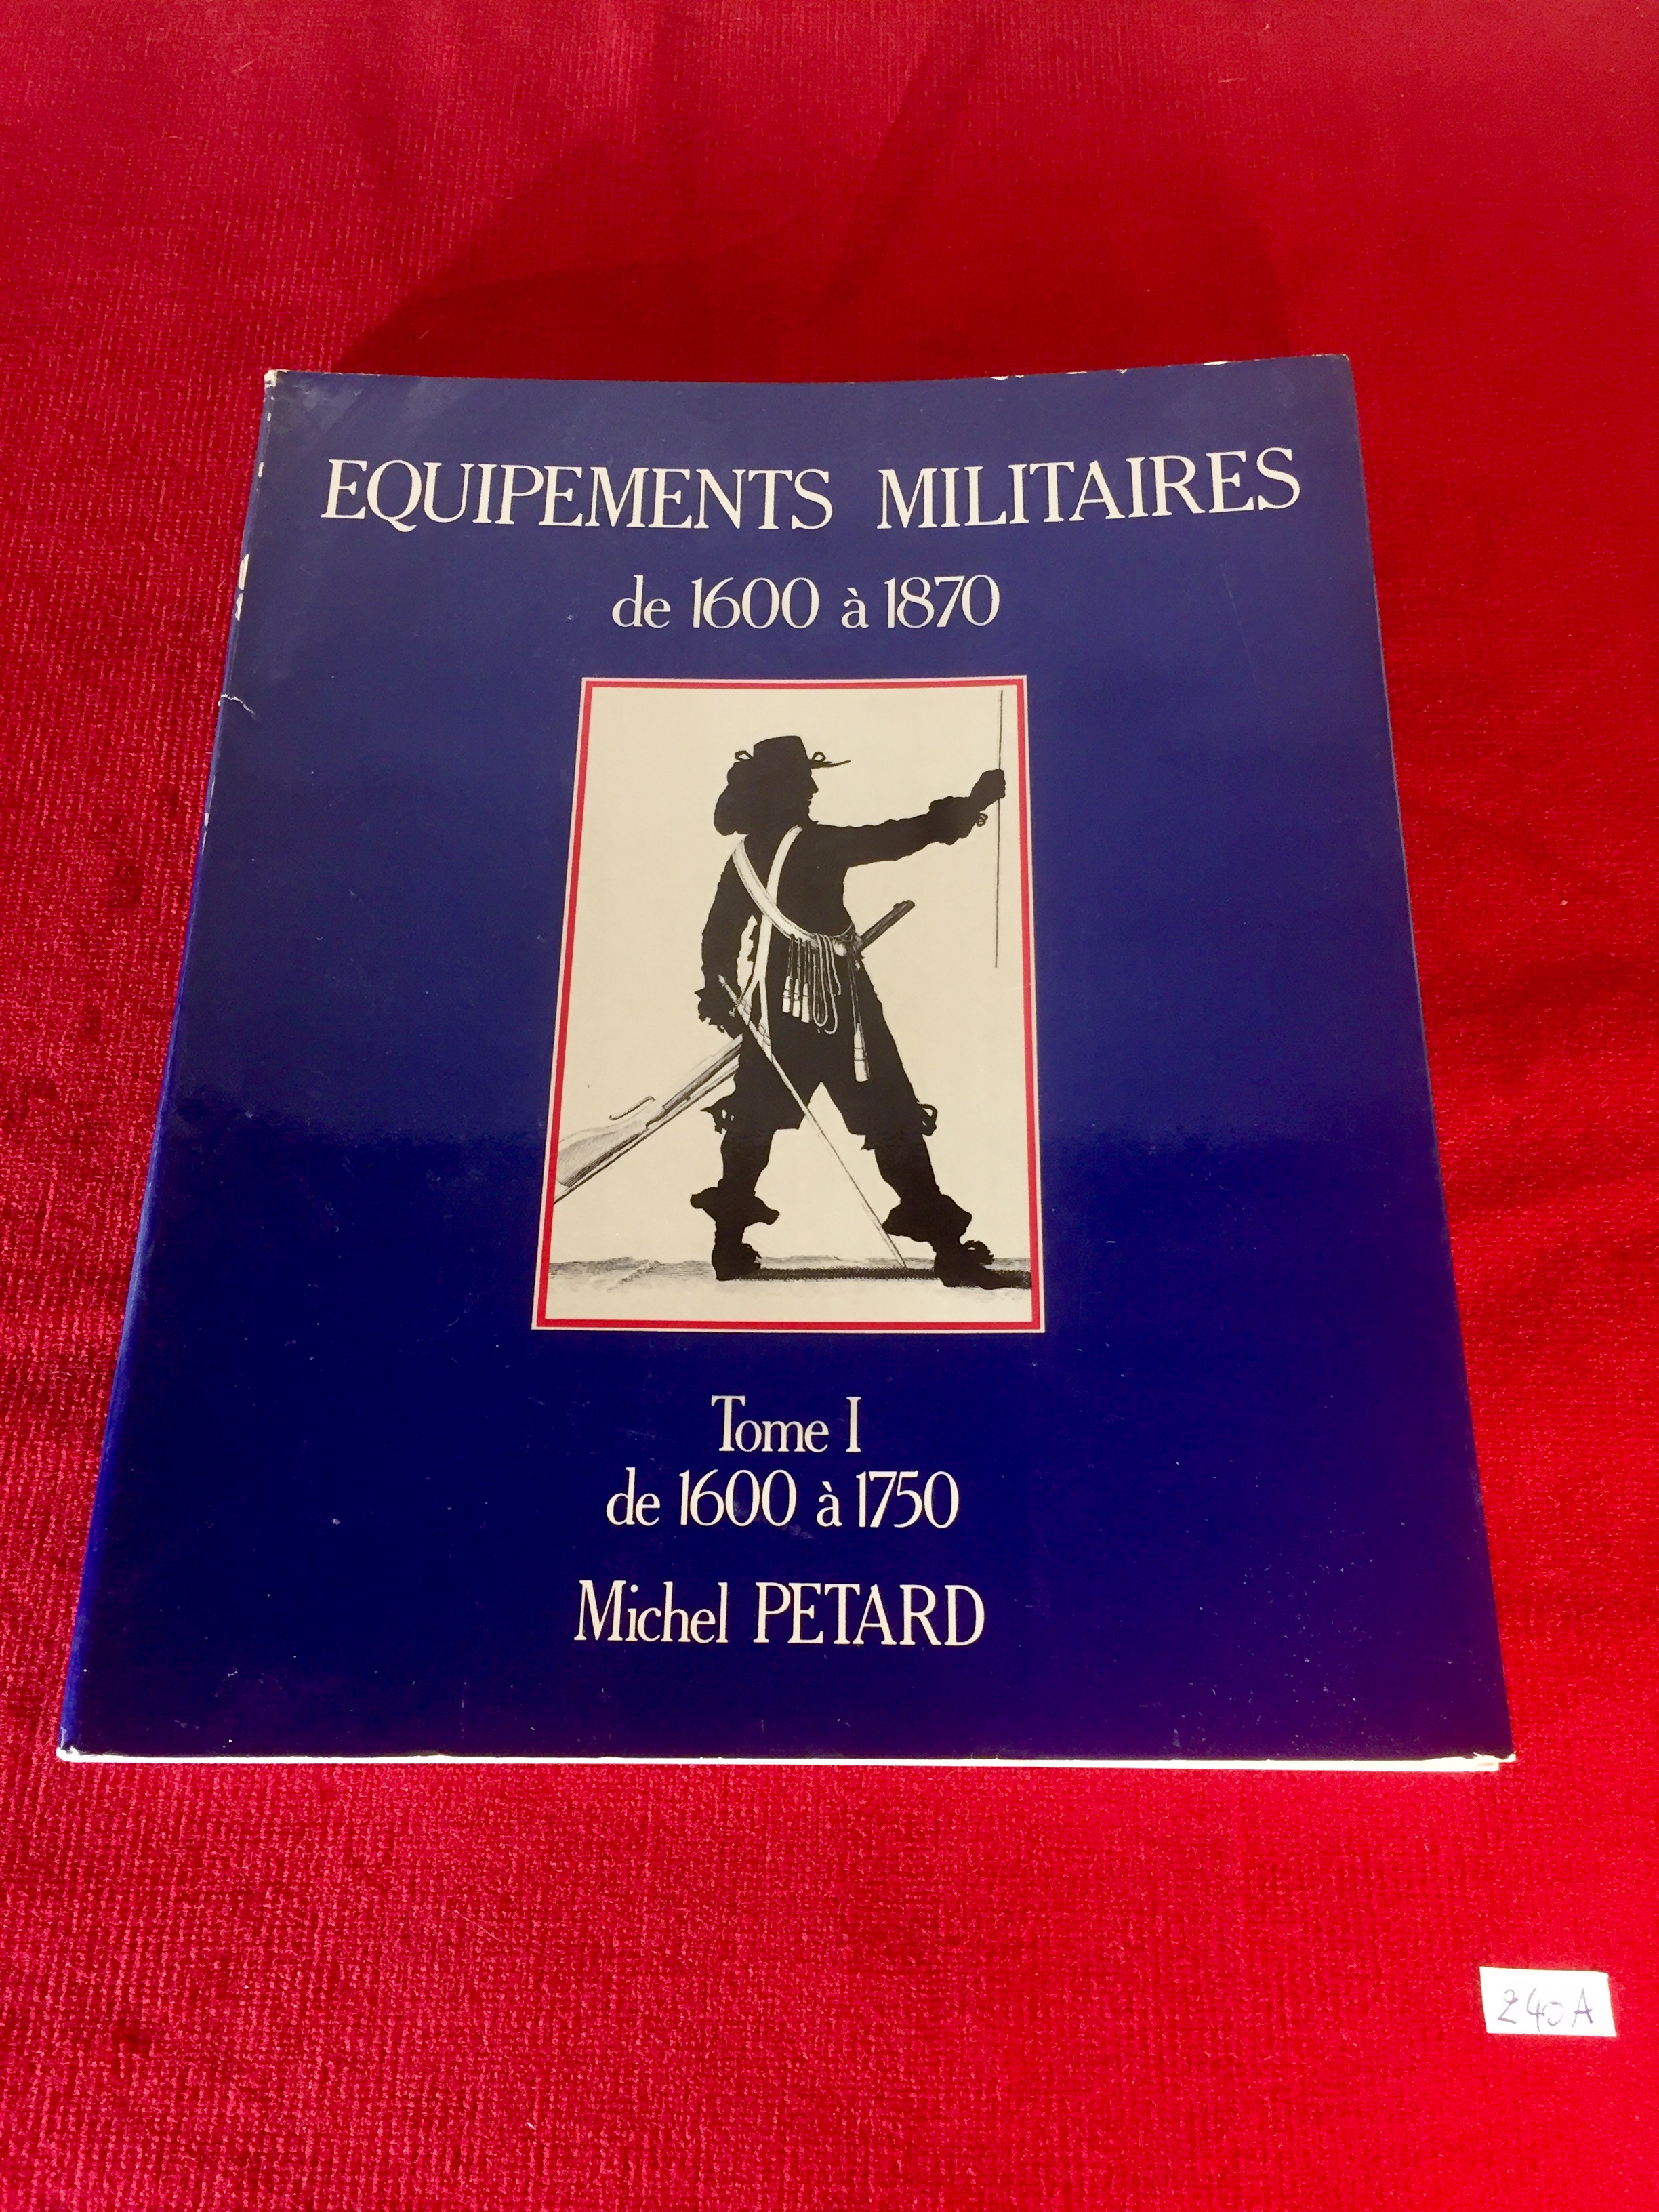 EQUIPEMENTS MILITAIRES
de 1600 à 1870
Tome I
de 1600 à 1750
Michel PETARD
240A